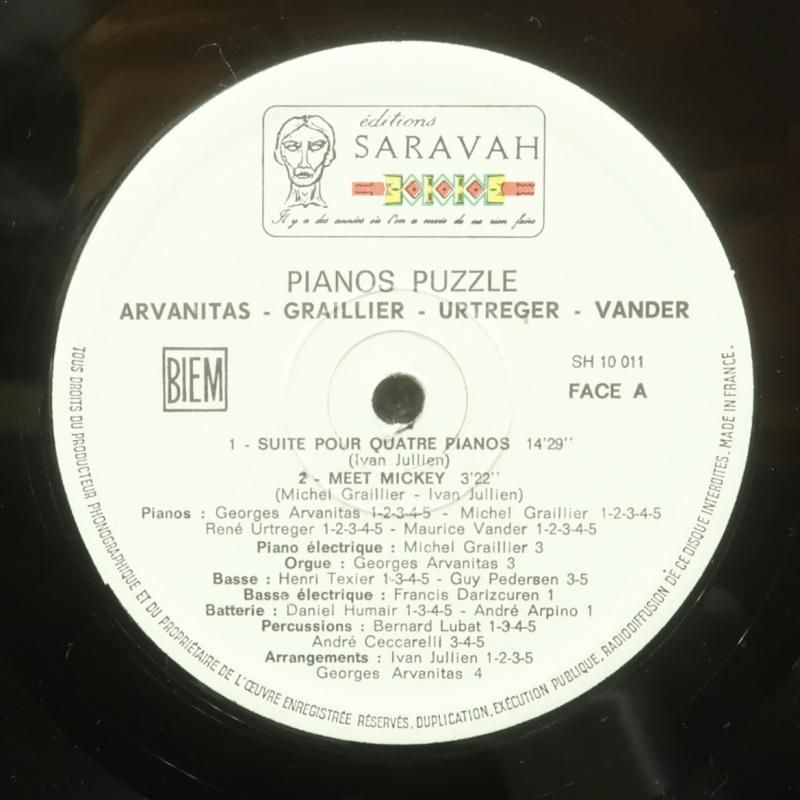 éditions
SARAVAH
Il y a des années où l'on a envie de ne rien faire
PIANOS PUZZLE
ARVANITAS - GRAILLIER - URTREGER - VANDER
BIEM
SH 10 011
FACE A
1 - SUITE POUR QUATRE PIANOS 14'29''
(Ivan Jullien)
2 - MEET MICKEY 3'22''
(Michel Graillier - Ivan Jullien)
Pianos : Georges Arvanitas 1-2-3-4-5 - Michel Graillier 1-2-3-4-5
René Urtreger 1-2-3-4-5 - Maurice Vander 1-2-3-4-5
Piano électrique : Michel Graillier 3
Orgue : Georges Arvanitas 3
Basse : Henri Texier 1-3-4-5 - Guy Pedersen 3-5
Basse électrique : Francis Darizcuren 1
Batterie : Daniel Humair 1-3-4-5 - André Arpino 1
Percussions : Bernard Lubat 1-3-4-5
André Ceccarelli 3-4-5
Arrangements : Ivan Jullien 1-2-3-5
Georges Arvanitas 4
TOUS DROITS DU PRODUCTEUR PHONOGRAPHIQUE ET DU PROPRIÉTAIRE DE L'ŒUVRE ENREGISTRÉE RÉSERVÉS, DUPLICATION, EXÉCUTION PUBLIQUE, RADIODIFFUSION DE CE DISQUE INTERDITES. MADE IN FRANCE.